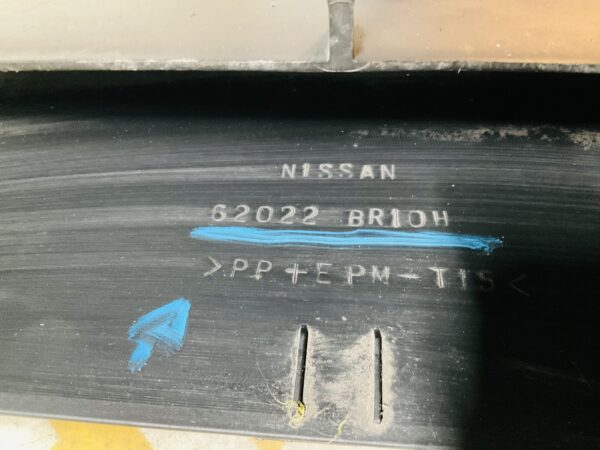 NISSAN
62022 BR10H
>PP+EPM-T15<